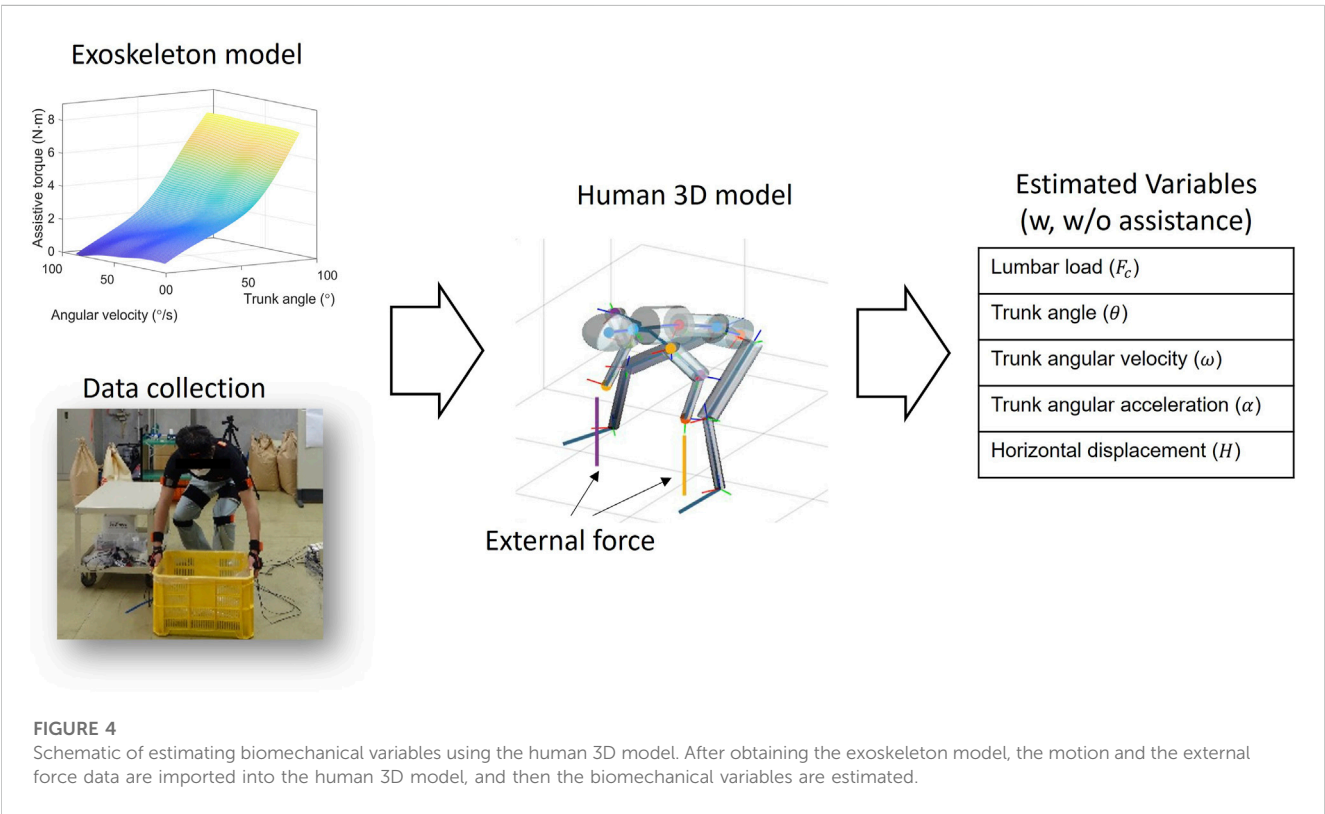 Exoskeleton model
Assistive torque (N·m)
8
6
4
2
0
100
50
00
50
100
Angular velocity (°/s)
Trunk angle (°)
Data collection
Human 3D model
External force
Estimated Variables
(w, w/o assistance)
Lumbar load (F_c)
Trunk angle (θ)
Trunk angular velocity (ω)
Trunk angular acceleration (α)
Horizontal displacement (H)
FIGURE 4
Schematic of estimating biomechanical variables using the human 3D model. After obtaining the exoskeleton model, the motion and the external
force data are imported into the human 3D model, and then the biomechanical variables are estimated.